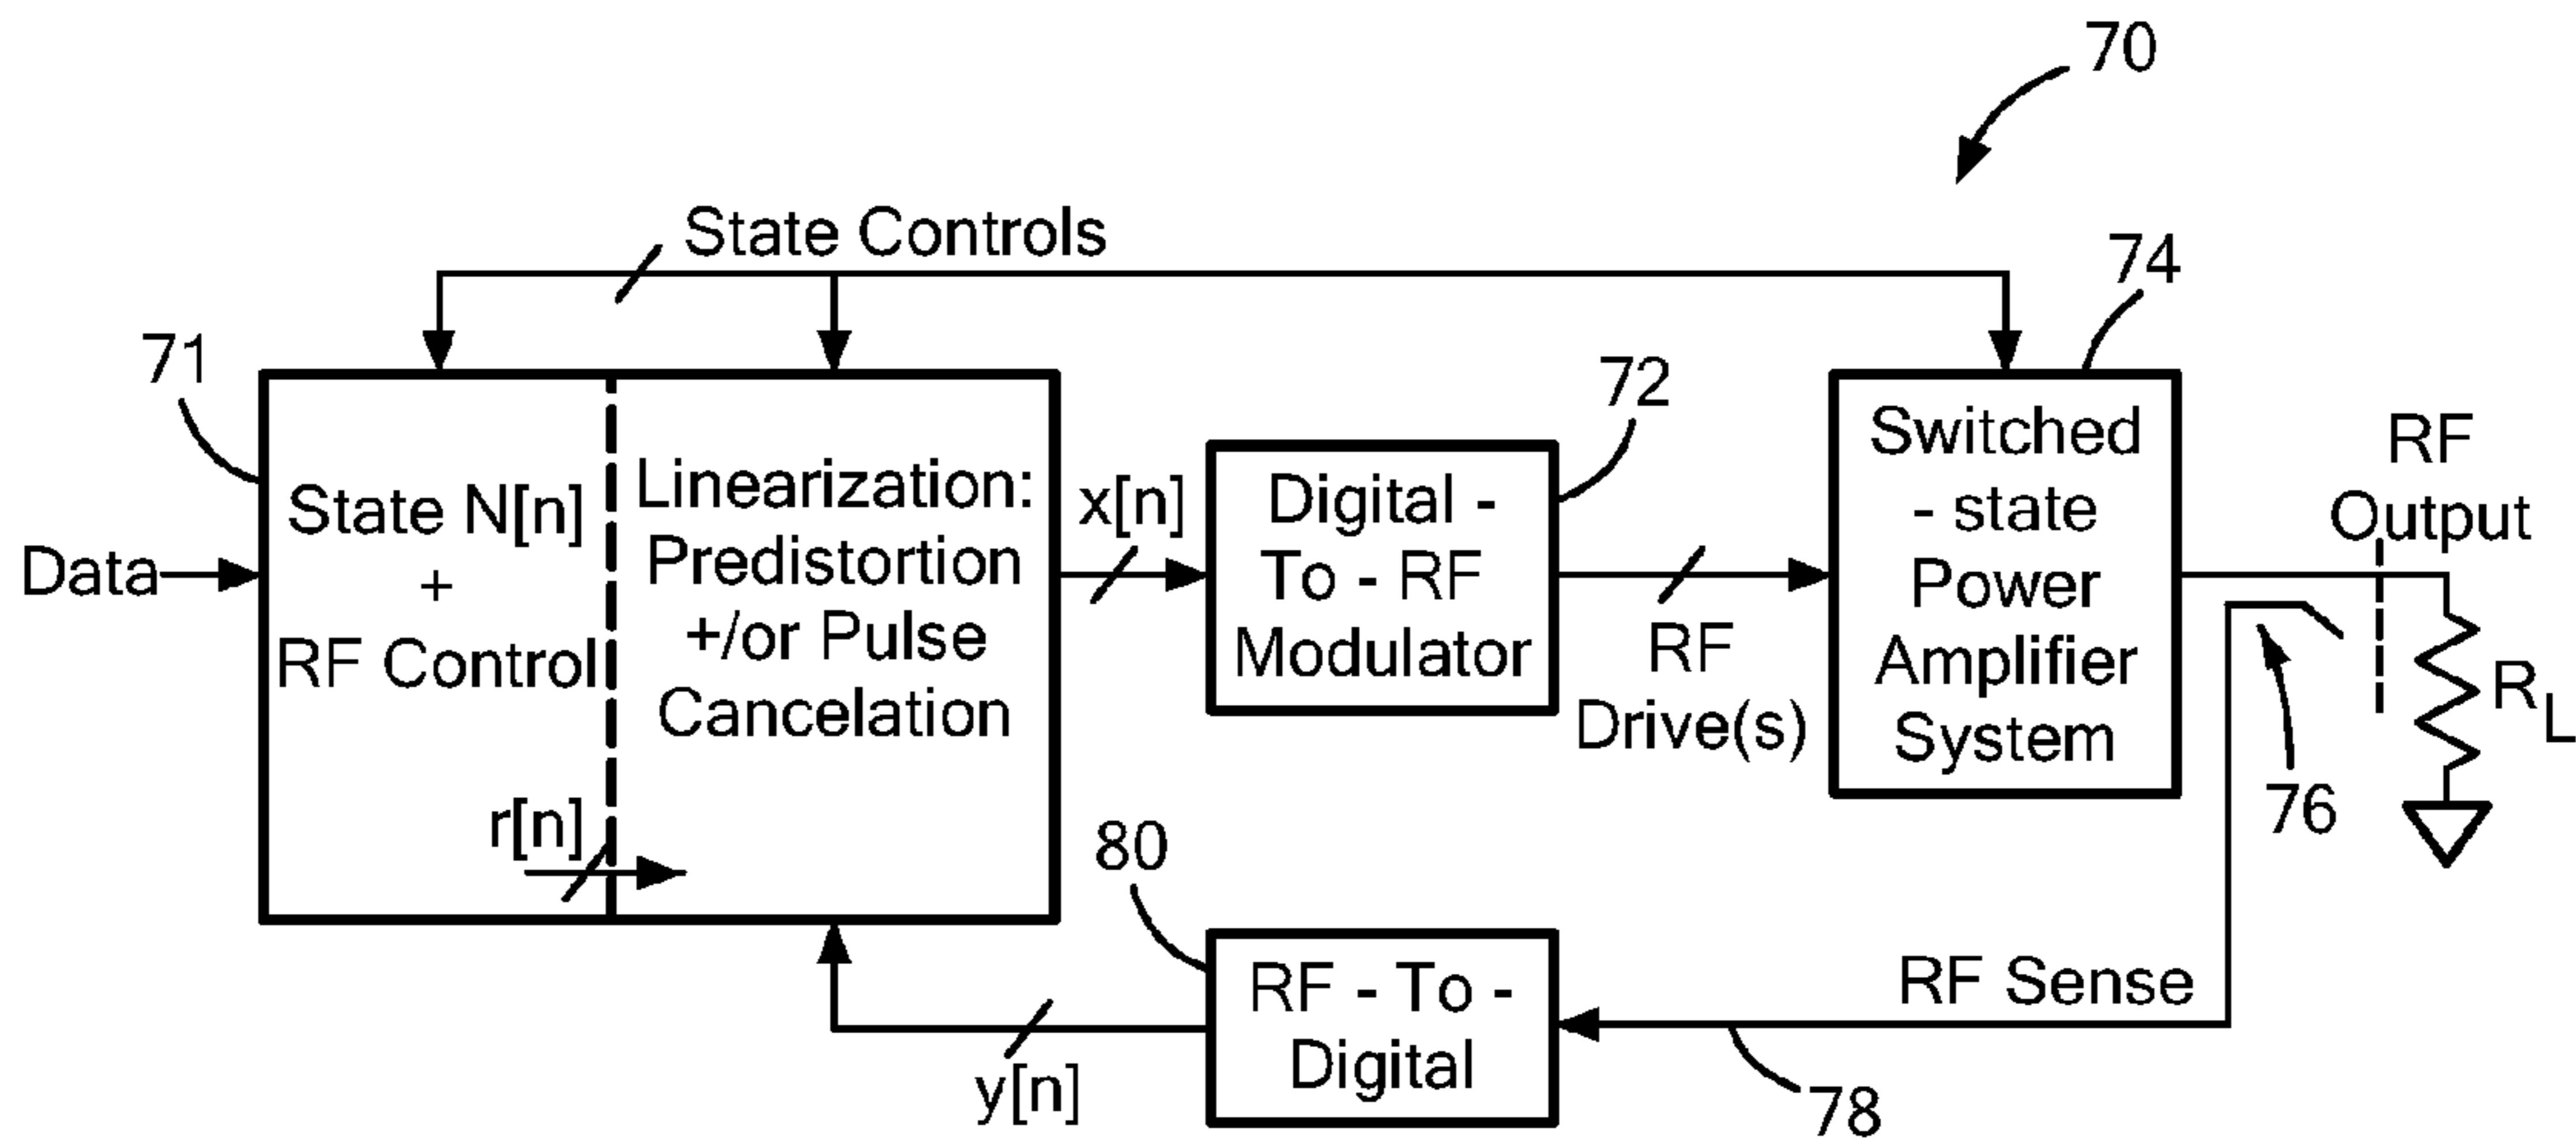 70
State Controls
74
71
72
RF
Output
Data
State N[n]
+
RF Control
r[n]
Linearization:
Predistortion
+/or Pulse
Cancelation
x[n]
Digital -
To - RF
Modulator
RF
Drive(s)
Switched
- state
Power
Amplifier
System
RL
76
80
RF - To -
Digital
RF Sense
y[n]
78